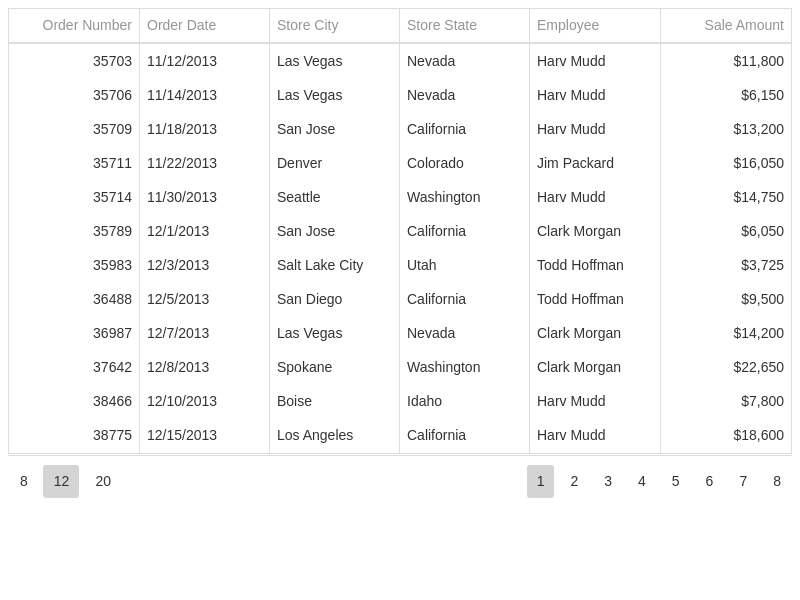 Order Number Order Date Store City Store State Employee Sale Amount
35703 11/12/2013 Las Vegas Nevada Harv Mudd $11,800
35706 11/14/2013 Las Vegas Nevada Harv Mudd $6,150
35709 11/18/2013 San Jose California Harv Mudd $13,200
35711 11/22/2013 Denver Colorado Jim Packard $16,050
35714 11/30/2013 Seattle Washington Harv Mudd $14,750
35789 12/1/2013 San Jose California Clark Morgan $6,050
35983 12/3/2013 Salt Lake City Utah Todd Hoffman $3,725
36488 12/5/2013 San Diego California Todd Hoffman $9,500
36987 12/7/2013 Las Vegas Nevada Clark Morgan $14,200
37642 12/8/2013 Spokane Washington Clark Morgan $22,650
38466 12/10/2013 Boise Idaho Harv Mudd $7,800
38775 12/15/2013 Los Angeles California Harv Mudd $18,600
8 12 20 1 2 3 4 5 6 7 8